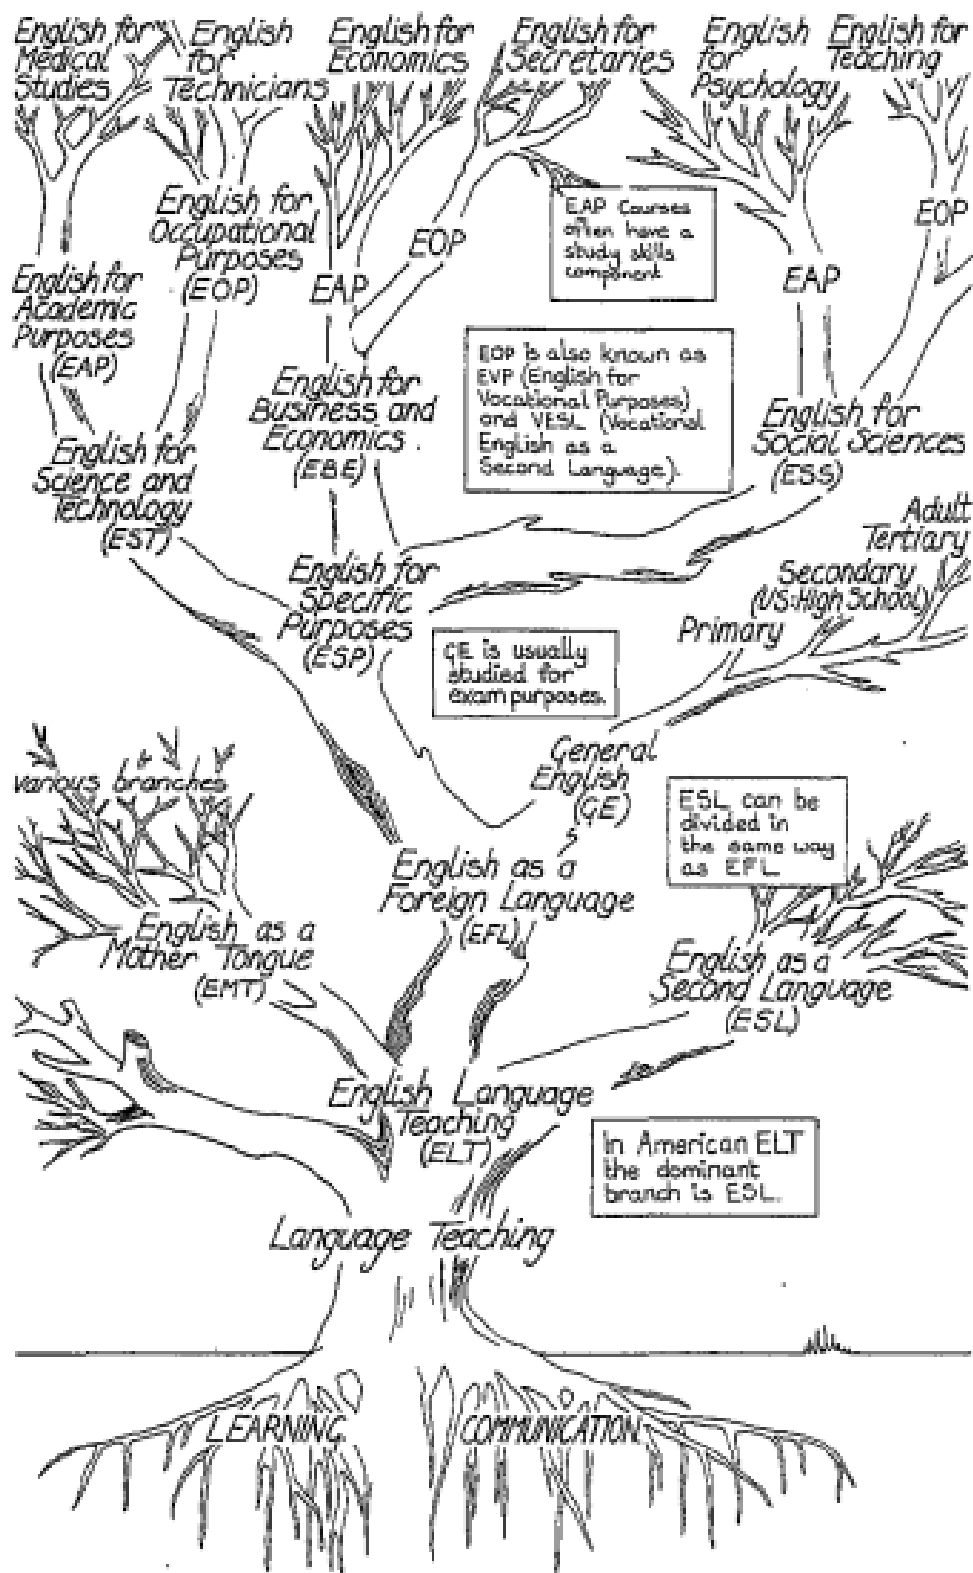 English for
Medical
Studies
English
for
Technicians
English for
Economics
English for
Secretaries
English
for
Psychology
English for
Teaching
English for
Occupational
Purposes
(EOP)
English for
Academic
Purposes
(EAP)
EAP
EOP
EAP Courses
often have a
study skills
component
EAP
EOP
English for
Business and
Economics.
(EBE)
EOP is also known as
EVP (English for
Vocational Purposes)
and VESL (Vocational
English as a
Second Language).
English for
Social Sciences
(ESS)
English for
Science and
Technology
(EST)
Adult
Tertiary
Secondary
(US:High School)
Primary
English for
Specific
Purposes
(ESP)
GE is usually
studied for
exam purposes.
General
English
(GE)
various branches
ESL can be
divided in
the same way
as EFL
English as a
Foreign Language
(EFL)
English as a
Mother Tongue
(EMT)
English as a
Second Language
(ESL)
English Language
Teaching
(ELT)
In American ELT
the dominant
branch is ESL.
Language Teaching
LEARNING
COMMUNICATION